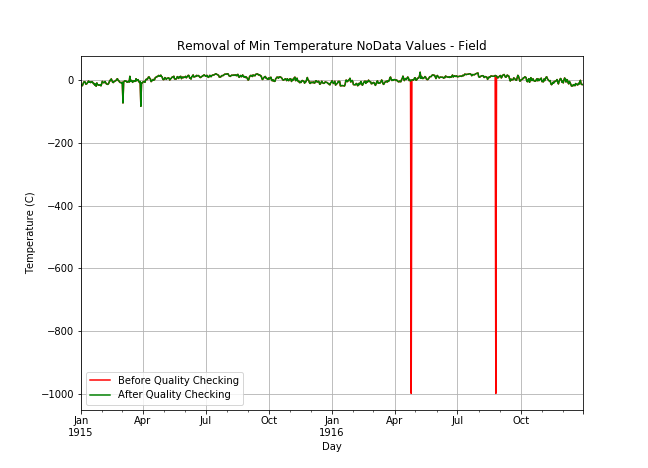 Removal of Min Temperature NoData Values - Field
Temperature (C)
0
−200
−400
−600
−800
−1000
Before Quality Checking
After Quality Checking
Jan Apr Jul Oct Jan Apr Jul Oct
1915 1916
Day